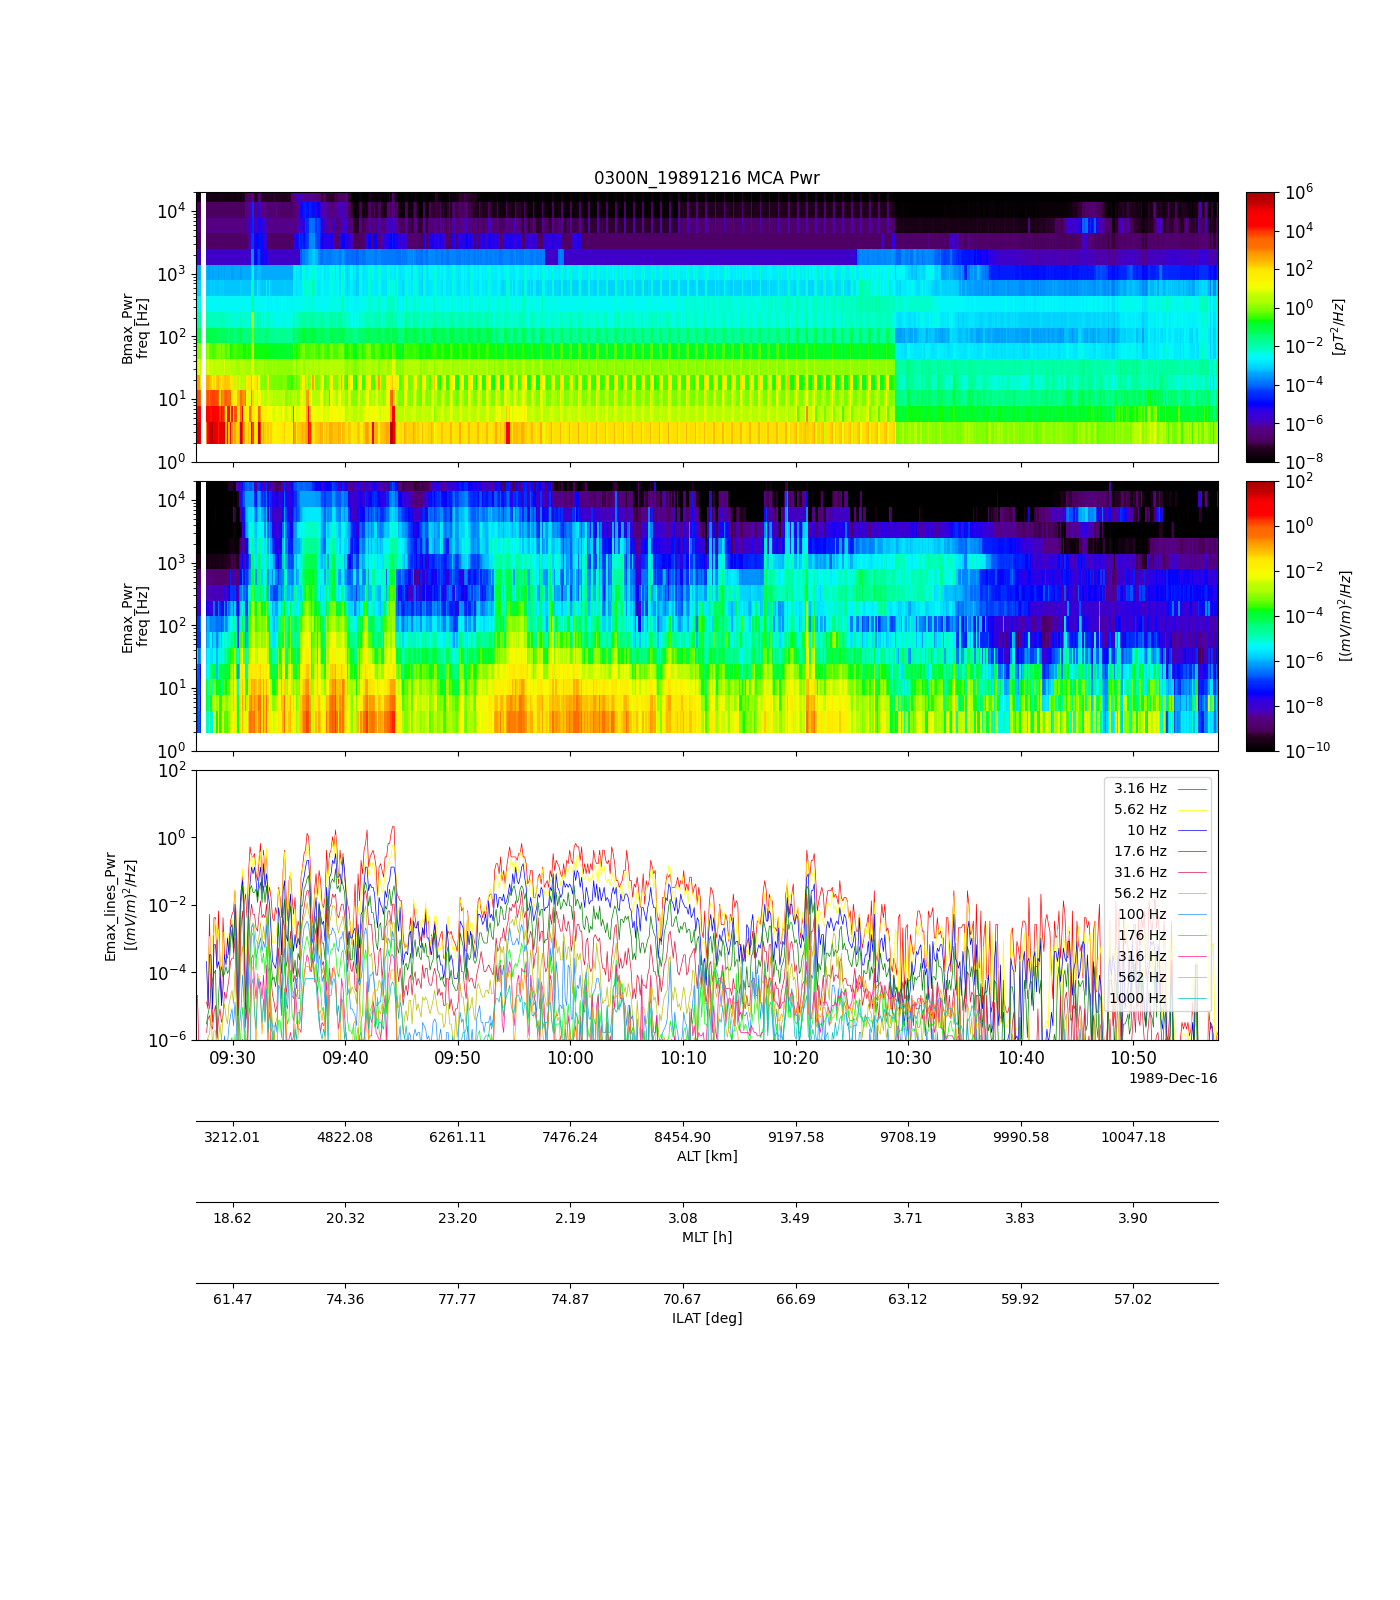 0300N_19891216 MCA Pwr
10^4
10^3
10^2
10^1
10^0
Bmax_Pwr
freq [Hz]
10^6
10^4
10^2
10^0
10^-2
10^-4
10^-6
10^-8
[pT^2/Hz]
10^4
10^3
10^2
10^1
10^0
Emax_Pwr
freq [Hz]
10^2
10^0
10^-2
10^-4
10^-6
10^-8
10^-10
[(mV/m)^2/Hz]
10^2
10^0
10^-2
10^-4
10^-6
Emax_lines_Pwr
[(mV/m)^2/Hz]
3.16 Hz
5.62 Hz
10 Hz
17.6 Hz
31.6 Hz
56.2 Hz
100 Hz
176 Hz
316 Hz
562 Hz
1000 Hz
09:30 09:40 09:50 10:00 10:10 10:20 10:30 10:40 10:50
1989-Dec-16
3212.01 4822.08 6261.11 7476.24 8454.90 9197.58 9708.19 9990.58 10047.18
ALT [km]
18.62 20.32 23.20 2.19 3.08 3.49 3.71 3.83 3.90
MLT [h]
61.47 74.36 77.77 74.87 70.67 66.69 63.12 59.92 57.02
ILAT [deg]